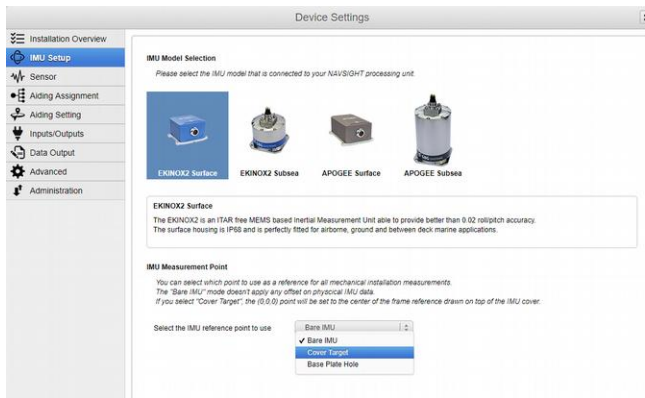 Device Settings
Installation Overview
IMU Setup
Sensor
Aiding Assignment
Aiding Setting
Inputs/Outputs
Data Output
Advanced
Administration
IMU Model Selection
Please select the IMU model that is connected to your NAVSIGHT processing unit.
EKINOX2 Surface
EKINOX2 Subsea
APOGEE Surface
APOGEE Subsea
EKINOX2 Surface
The EKINOX2 is an ITAR free MEMS based Inertial Measurement Unit able to provide better than 0.02 roll/pitch accuracy.
The surface housing is IP68 and is perfectly fitted for airborne, ground and between deck marine applications.
IMU Measurement Point
You can select which point to use as a reference for all mechanical installation measurements.
The "Bare IMU" mode doesn't apply any offset on physcical IMU data.
If you select "Cover Target", the (0,0,0) point will be set to the center of the frame reference drawn on top of the IMU cover.
Select the IMU reference point to use
Bare IMU
✓ Bare IMU
Cover Target
Base Plate Hole